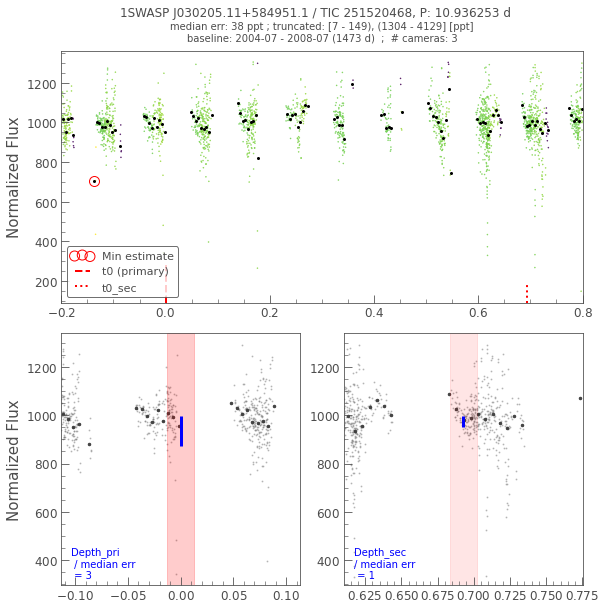 1SWASP J030205.11+584951.1 / TIC 251520468, P: 10.936253 d
median err: 38 ppt ; truncated: [7 - 149), (1304 - 4129] [ppt]
baseline: 2004-07 - 2008-07 (1473 d)  ;  # cameras: 3
Normalized Flux
1200
1000
800
600
400
200
Min estimate
t0 (primary)
t0_sec
−0.2 0.0 0.2 0.4 0.6 0.8
Normalized Flux
1200
1000
800
600
400
Depth_pri
/ median err
= 3
−0.10 −0.05 0.00 0.05 0.10
1200
1000
800
600
400
Depth_sec
/ median err
= 1
0.625 0.650 0.675 0.700 0.725 0.750 0.775